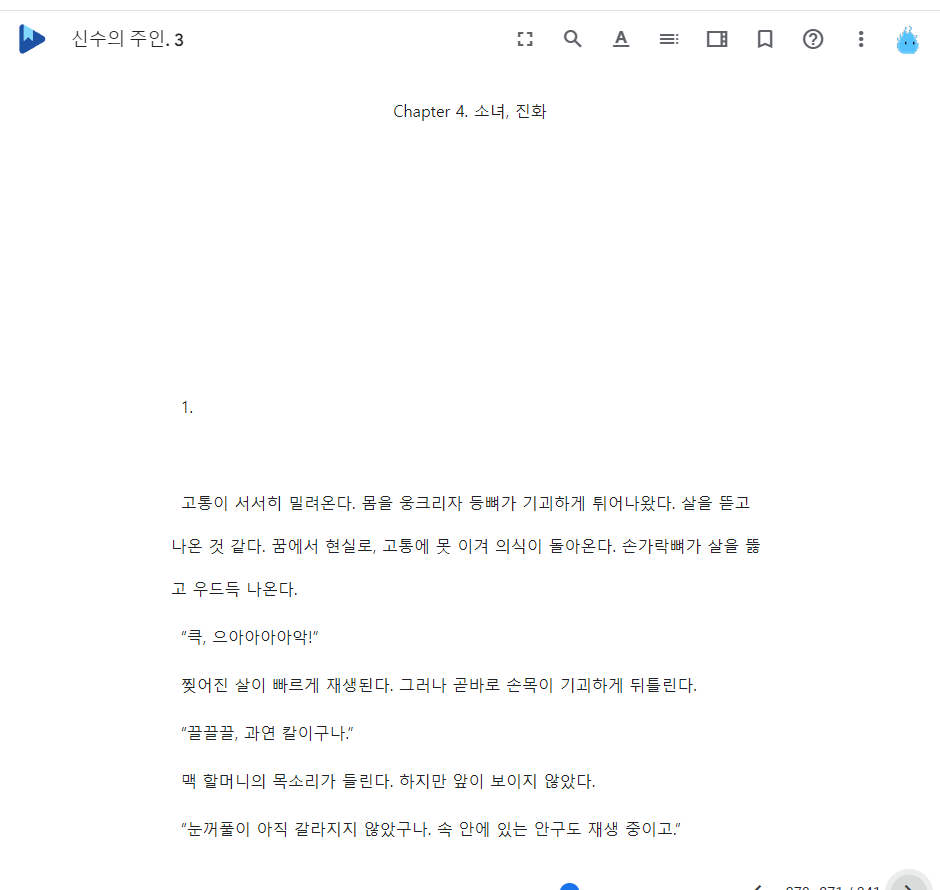 신수의 주인. 3
Chapter 4. 소녀, 진화
1.
고통이 서서히 밀려온다. 몸을 웅크리자 등뼈가 기괴하게 튀어나왔다. 살을 뜯고
나온 것 같다. 꿈에서 현실로, 고통에 못 이겨 의식이 돌아온다. 손가락뼈가 살을 뚫
고 우드득 나온다.
“큭, 으아아아아악!”
찢어진 살이 빠르게 재생된다. 그러나 곧바로 손목이 기괴하게 뒤틀린다.
“끌끌끌, 과연 칼이구나.”
맥 할머니의 목소리가 들린다. 하지만 앞이 보이지 않았다.
“눈꺼풀이 아직 갈라지지 않았구나. 속 안에 있는 안구도 재생 중이고.”